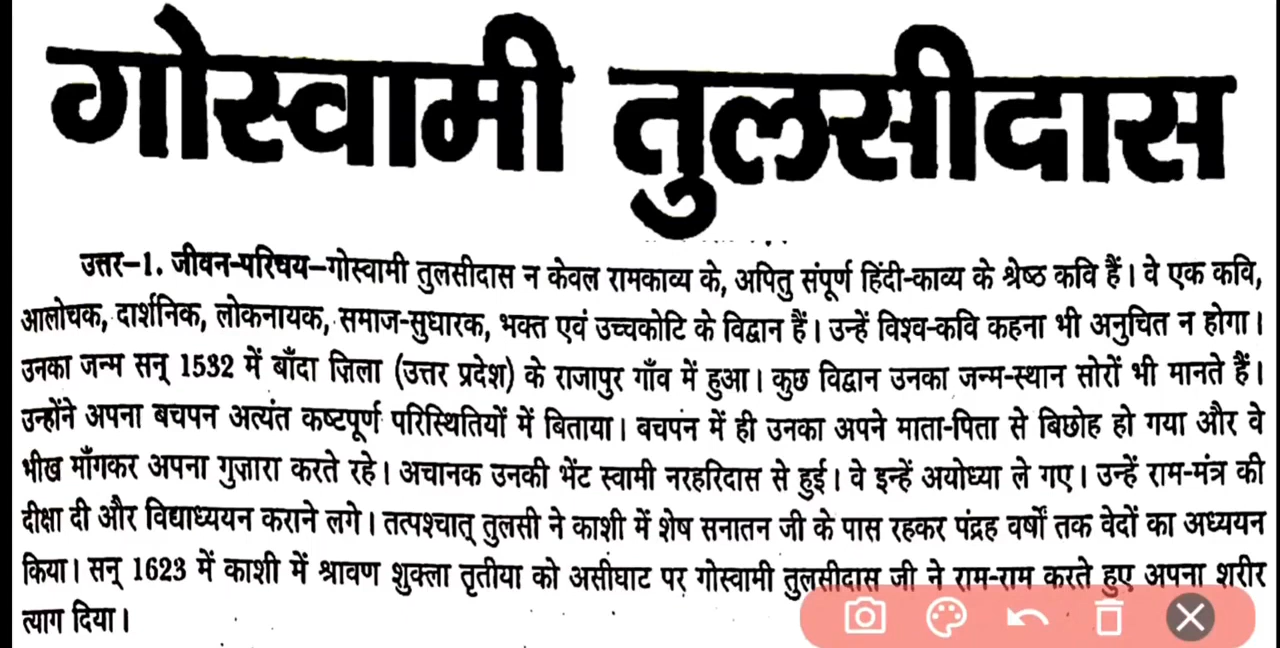 गोस्वामी तुलसीदास
उत्तर–1. जीवन-परिचय–गोस्वामी तुलसीदास न केवल रामकाव्य के, अपितु संपूर्ण हिंदी-काव्य के श्रेष्ठ कवि हैं। वे एक कवि,
आलोचक, दार्शनिक, लोकनायक, समाज-सुधारक, भक्त एवं उच्चकोटि के विद्वान हैं। उन्हें विश्व-कवि कहना भी अनुचित न होगा।
उनका जन्म सन् 1532 में बाँदा ज़िला (उत्तर प्रदेश) के राजापुर गाँव में हुआ। कुछ विद्वान उनका जन्म-स्थान सोरों भी मानते हैं।
उन्होंने अपना बचपन अत्यंत कष्टपूर्ण परिस्थितियों में बिताया। बचपन में ही उनका अपने माता-पिता से बिछोह हो गया और वे
भीख माँगकर अपना गुज़ारा करते रहे। अचानक उनकी भेंट स्वामी नरहरिदास से हुई। वे इन्हें अयोध्या ले गए। उन्हें राम-मंत्र की
दीक्षा दी और विद्याध्ययन कराने लगे। तत्पश्चात् तुलसी ने काशी में शेष सनातन जी के पास रहकर पंद्रह वर्षों तक वेदों का अध्ययन
किया। सन् 1623 में काशी में श्रावण शुक्ला तृतीया को असीघाट पर गोस्वामी तुलसीदास जी ने राम-राम करते हुए अपना शरीर
त्याग दिया।